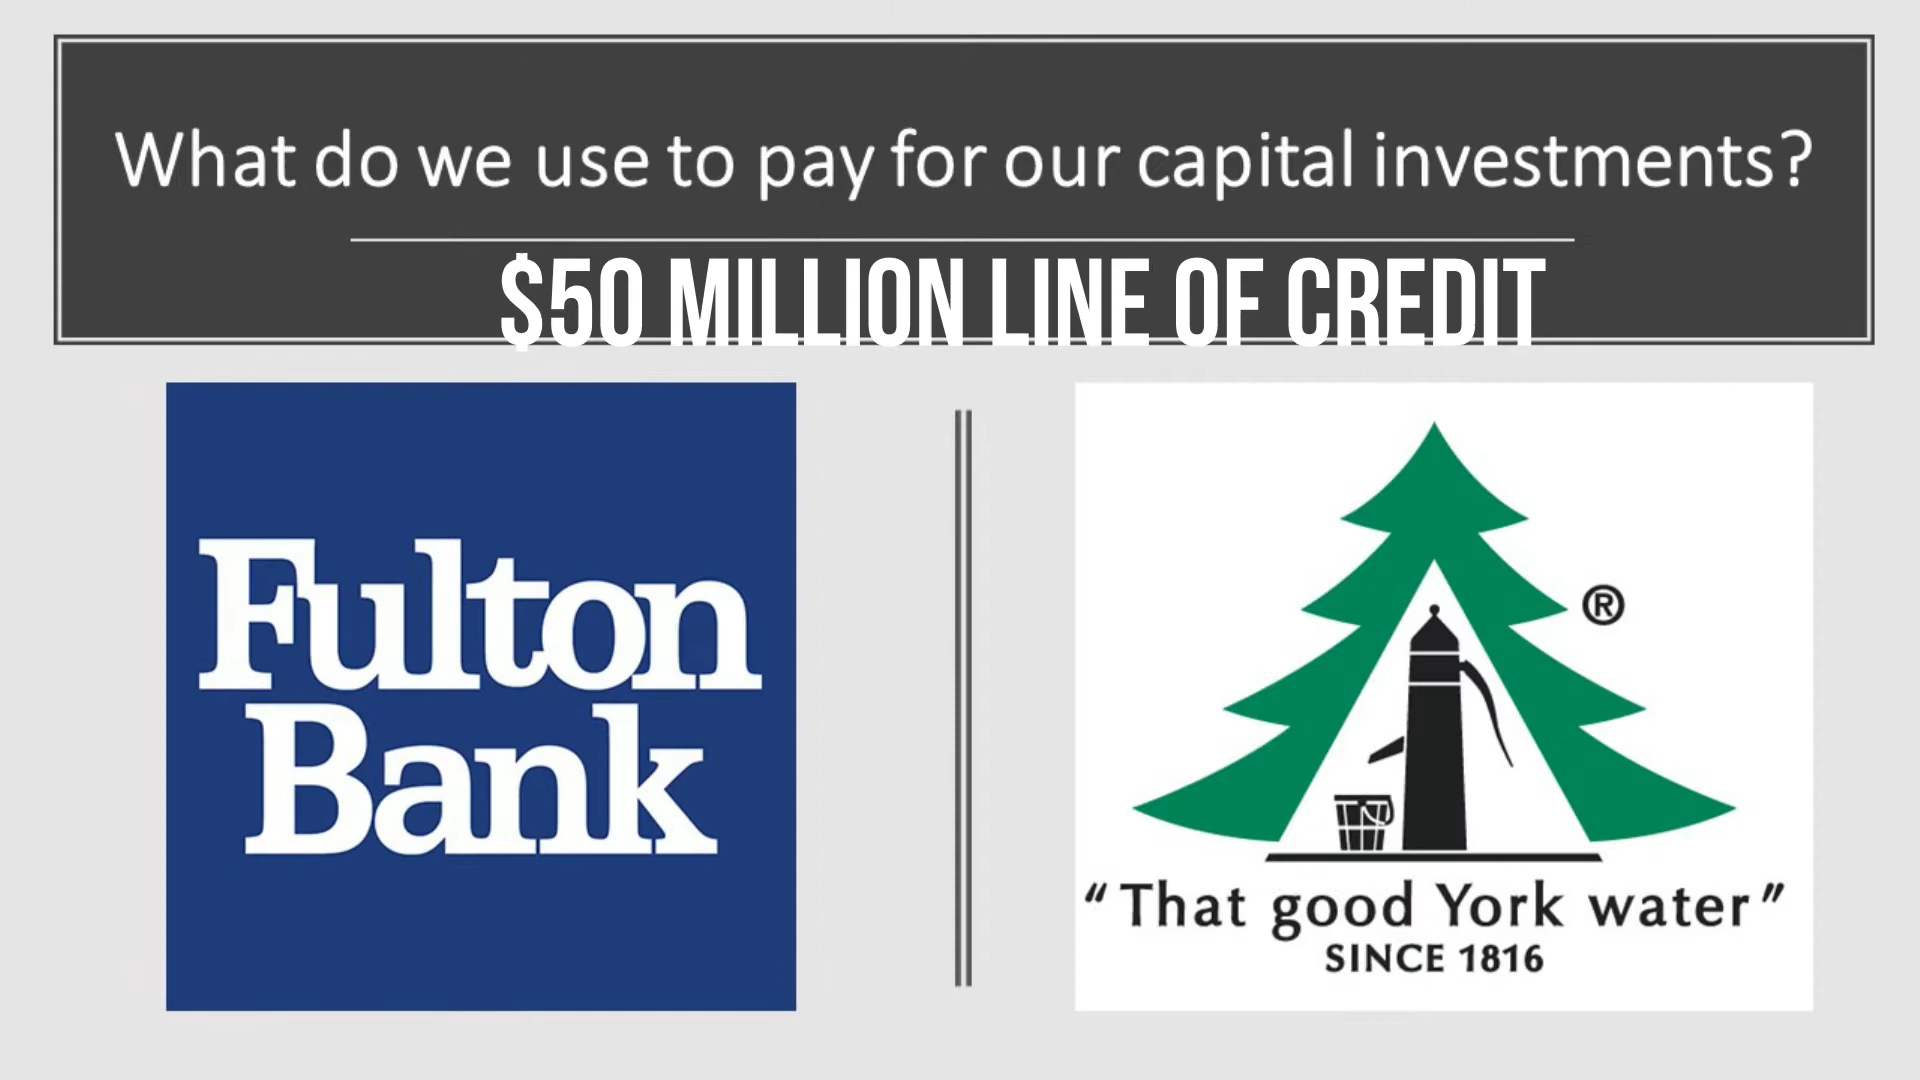 What do we use to pay for our capital investments?
$50 MILLION LINE OF CREDIT
Fulton
Bank
®
“That good York water”
SINCE 1816